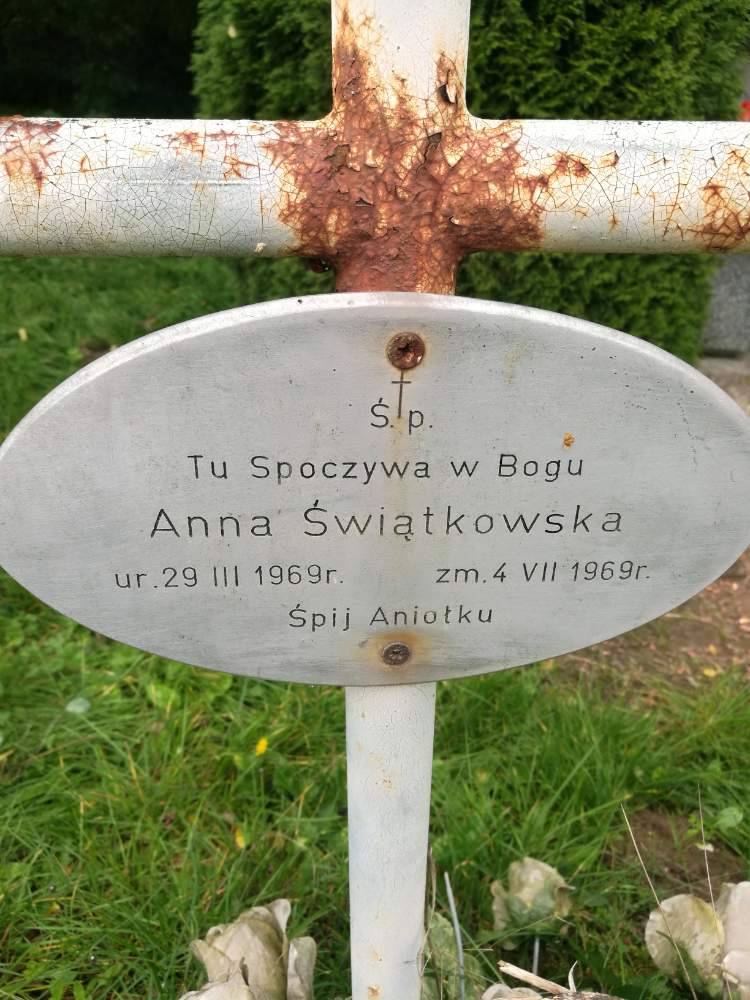 Ś.†p.
Tu Spoczywa w Bogu
Anna Świątkowska
ur. 29 III 1969r. zm. 4 VII 1969r.
Śpij Aniołku